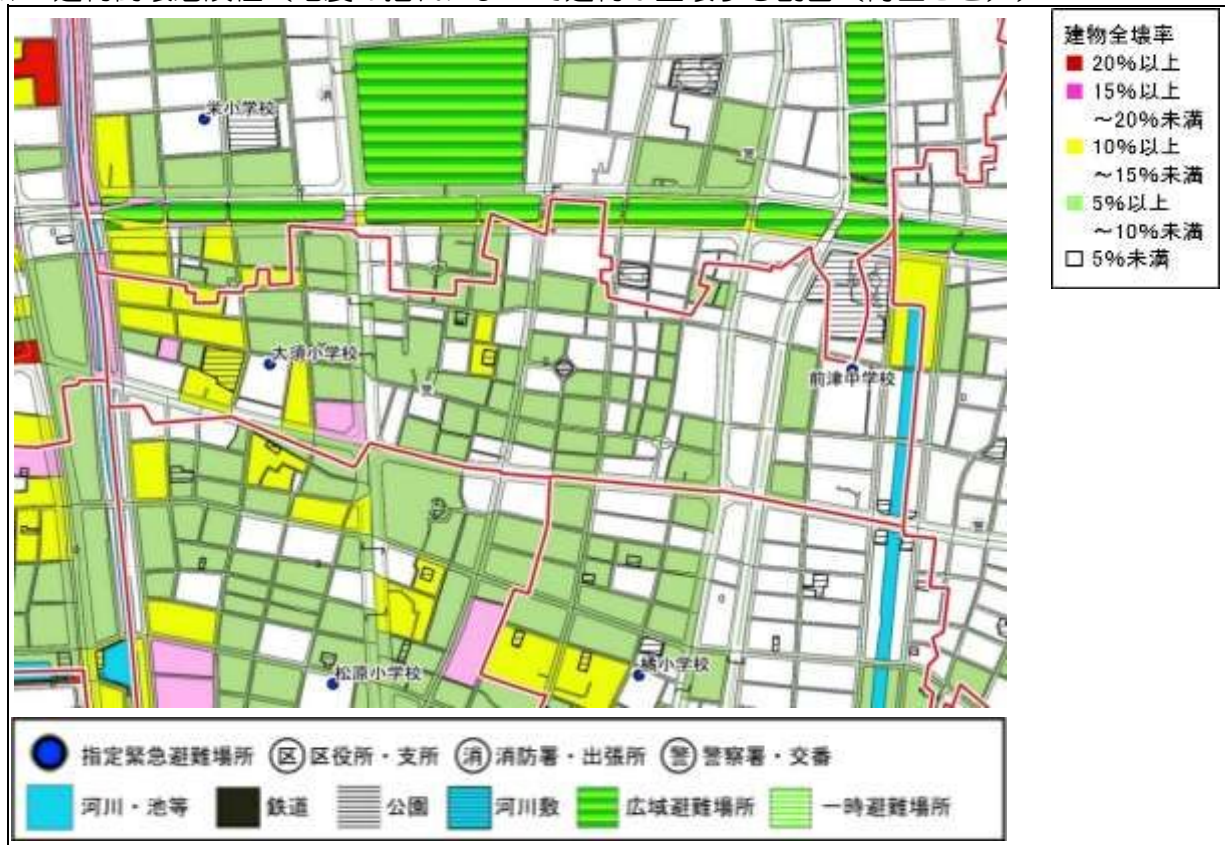 建物全壊率
20%以上
15%以上
~20%未満
10%以上
~15%未満
5%以上
~10%未満
5%未満
栄小学校
消
警
大須小学校
前津中学校
警
警
松原小学校
橘小学校
指定緊急避難場所 区 区役所・支所 消 消防署・出張所 警 警察署・交番
河川・池等 鉄道 公園 河川敷 広域避難場所 一時避難場所